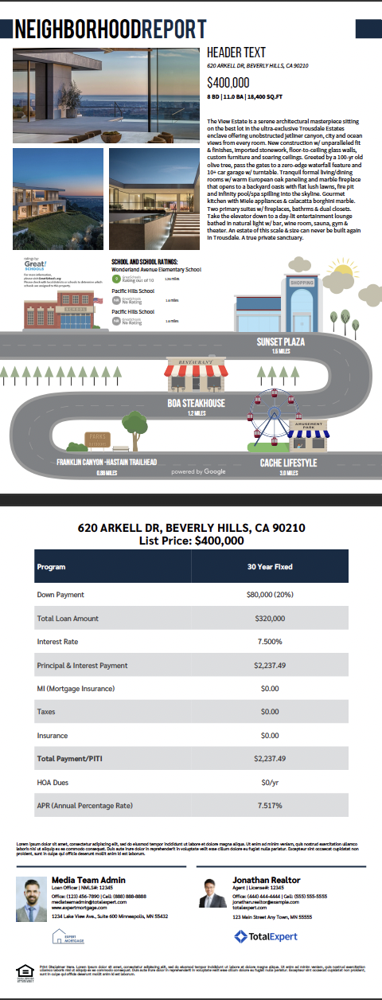 NEIGHBORHOODREPORT
HEADER TEXT
620 ARKELL DR, BEVERLY HILLS, CA 90210
$400,000
8 BD | 11.0 BA | 18,400 SQ.FT
The View Estate is a serene architectural masterpiece sitting
on the best lot in the ultra-exclusive Trousdale Estates
enclave offering unobstructed jetliner canyon, city and ocean
views from every room. New construction w/ unparalleled fit
& finishes, imported stonework, floor-to-ceiling glass walls,
custom furniture and soaring ceilings. Greeted by a 100-yr old
olive tree, pass the gates to a zero-edge waterfall feature and
10+ car garage w/ turntable. Tranquil formal living/dining
rooms w/ warm European oak paneling and marble fireplace
that opens to a backyard oasis with flat lush lawns, fire pit
and infinity pool/spa spilling into the skyline. Gourmet
kitchen with Miele appliances & calacatta borghini marble.
Two primary suites w/ fireplaces, bathrms & dual closets.
Take the elevator down to a day-lit entertainment lounge
bathed in natural light w/ bar, wine room, sauna, gym &
theater. An estate of this scale & size can never be built again
in Trousdale. A true private sanctuary.
ratings by:
Great!
SCHOOLS
For more information,
please visit GreatSchools.org
Please check with local districts or schools to determine which
schools are assigned to this property.
SCHOOL AND SCHOOL RATINGS:
Wonderland Avenue Elementary School
GreatSchools
Rating out of 10
Pacific Hills School
NR
GreatSchools
No Rating
1.6 miles
Pacific Hills School
NR
GreatSchools
No Rating
1.6 miles
SHOPPING
SCHOOL
SUNSET PLAZA
1.5 MILES
RESTAURANT
BOA STEAKHOUSE
1.2 MILES
AMUSEMENT
PARK
PARKS
FRANKLIN CANYON -HASTAIN TRAILHEAD
0.88 MILES
powered by Google
CACHE LIFESTYLE
3.8 MILES
620 ARKELL DR, BEVERLY HILLS, CA 90210
List Price: $400,000
Program 30 Year Fixed
Down Payment $80,000 (20%)
Total Loan Amount $320,000
Interest Rate 7.500%
Principal & Interest Payment $2,237.49
MI (Mortgage Insurance) $0.00
Taxes $0.00
Insurance $0.00
Total Payment/PITI $2,237.49
HOA Dues $0/yr
APR (Annual Percentage Rate) 7.517%
Lorem ipsum dolor sit amet, consectetur adipiscing elit, sed do eiusmod tempor incididunt ut labore et dolore magna aliqua. Ut enim ad minim veniam, quis nostrud exercitation ullamco
laboris nisi ut aliquip ex ea commodo consequat. Duis aute irure dolor in reprehenderit in voluptate velit esse cillum dolore eu fugiat nulla pariatur. Excepteur sint occaecat cupidatat non
proident, sunt in culpa qui officia deserunt mollit anim id est laborum.
Media Team Admin
Loan Officer | NMLS#: 12345
Office: (123) 456-7890 | Cell: (888) 888-8888
mediateamadmin@totalexpert.com
www.expertmortgage.com
1234 Lake View Ave., Suite 600 Minneapolis, MN 55432
EXPERT
MORTGAGE
Jonathan Realtor
Agent | License#: 12345
Office: (444) 444-4444 | Cell: (555) 555-5555
jonathan.realtor@example.com
totalexpert.com
123 Main Street Any Town, MN 55555
TotalExpert
Print Disclaimer Here. Lorem ipsum dolor sit amet, consectetur adipiscing elit, sed do eiusmod tempor incididunt ut labore et dolore magna aliqua. Ut enim ad minim veniam, quis nostrud exercitation
ullamco laboris nisi ut aliquip ex ea commodo consequat. Duis aute irure dolor in reprehenderit in voluptate velit esse cillum dolore eu fugiat nulla pariatur. Excepteur sint occaecat cupidatat non proident,
sunt in culpa qui officia deserunt mollit anim id est laborum.